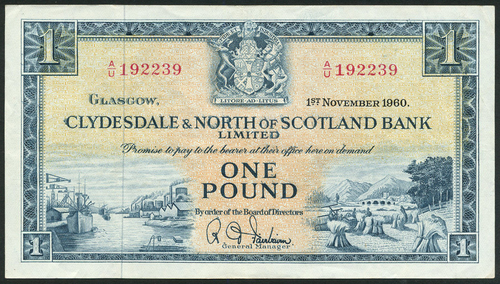 1 1
A/U 192239 A/U 192239
LITORE·AD·LITUS
GLASGOW, 1ST NOVEMBER 1960.
CLYDESDALE & NORTH OF SCOTLAND BANK
LIMITED
Promise to pay to the bearer at their office here on demand
ONE
POUND
By order of the Board of Directors
General Manager
1 1